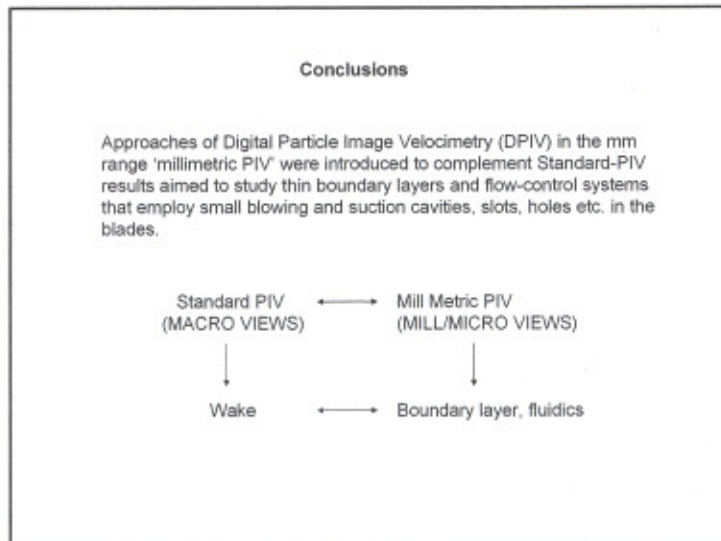 Conclusions
Approaches of Digital Particle Image Velocimetry (DPIV) in the mm
range 'millimetric PIV' were introduced to complement Standard-PIV
results aimed to study thin boundary layers and flow-control systems
that employ small blowing and suction cavities, slots, holes etc. in the
blades.
Standard PIV Mill Metric PIV
(MACRO VIEWS) (MILL/MICRO VIEWS)
Wake Boundary layer, fluidics